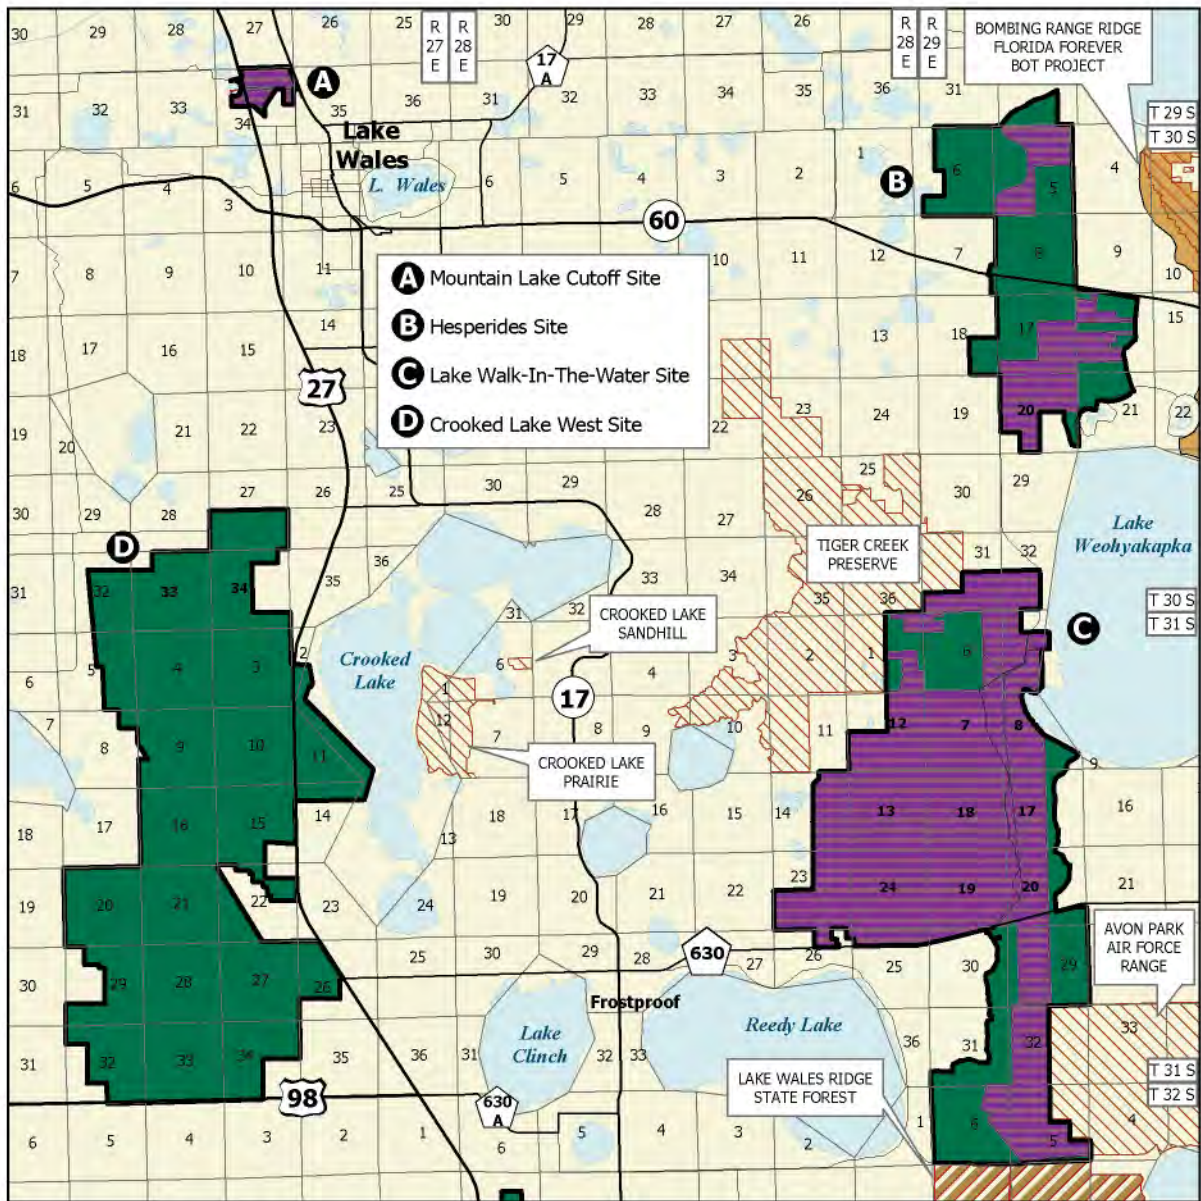 30 29 28 27 26 25 30 29 28 27 26 25 30
R 27 E
R 28 E
17 A
R 28 E
R 29 E
BOMBING RANGE RIDGE
FLORIDA FOREVER
BOT PROJECT
A
31 32 33 34 35 36 31 32 33 34 35 36 31
T 29 S
T 30 S
Lake
Wales
L. Wales
6 5 4 3 6 5 4 3 2 1 6 5 4
B
60
7 8 9 10 11 10 11 12 7 8 9 10
A Mountain Lake Cutoff Site
B Hesperides Site
C Lake Walk-In-The-Water Site
D Crooked Lake West Site
18 17 16 15 14 13 18 17 15
27
19 20 21 22 23 22 23 24 19 20 21 22
30 29 28 27 26 25 30 29 28 27 26 25 30 29
Lake
Weohyakapka
D
TIGER CREEK
PRESERVE
31 32 33 34 35 36 31 32 33 34 35 36 31 32
T 30 S
T 31 S
CROOKED LAKE
SANDHILL
C
Crooked
Lake
6 5 4 3 2 1 6 4 3 2 1 6
17
7 8 9 10 11 12 7 8 9 10 11 12 7 8 9
CROOKED LAKE
PRAIRIE
18 17 16 15 14 13 18 17 16 15 14 13 18 17 16
19 20 21 22 23 24 19 20 21 22 23 24 19 20 21
AVON PARK
AIR FORCE
RANGE
630
30 29 28 27 26 25 30 29 28 27 26 25 30 29
Frostproof
Lake
Clinch
Reedy Lake
31 32 33 34 35 36 31 32 33 36 31 32 33
LAKE WALES RIDGE
STATE FOREST
T 31 S
T 32 S
98
630 A
6 5 4 3 2 1 6 5 4 3 2 1 6 5 4